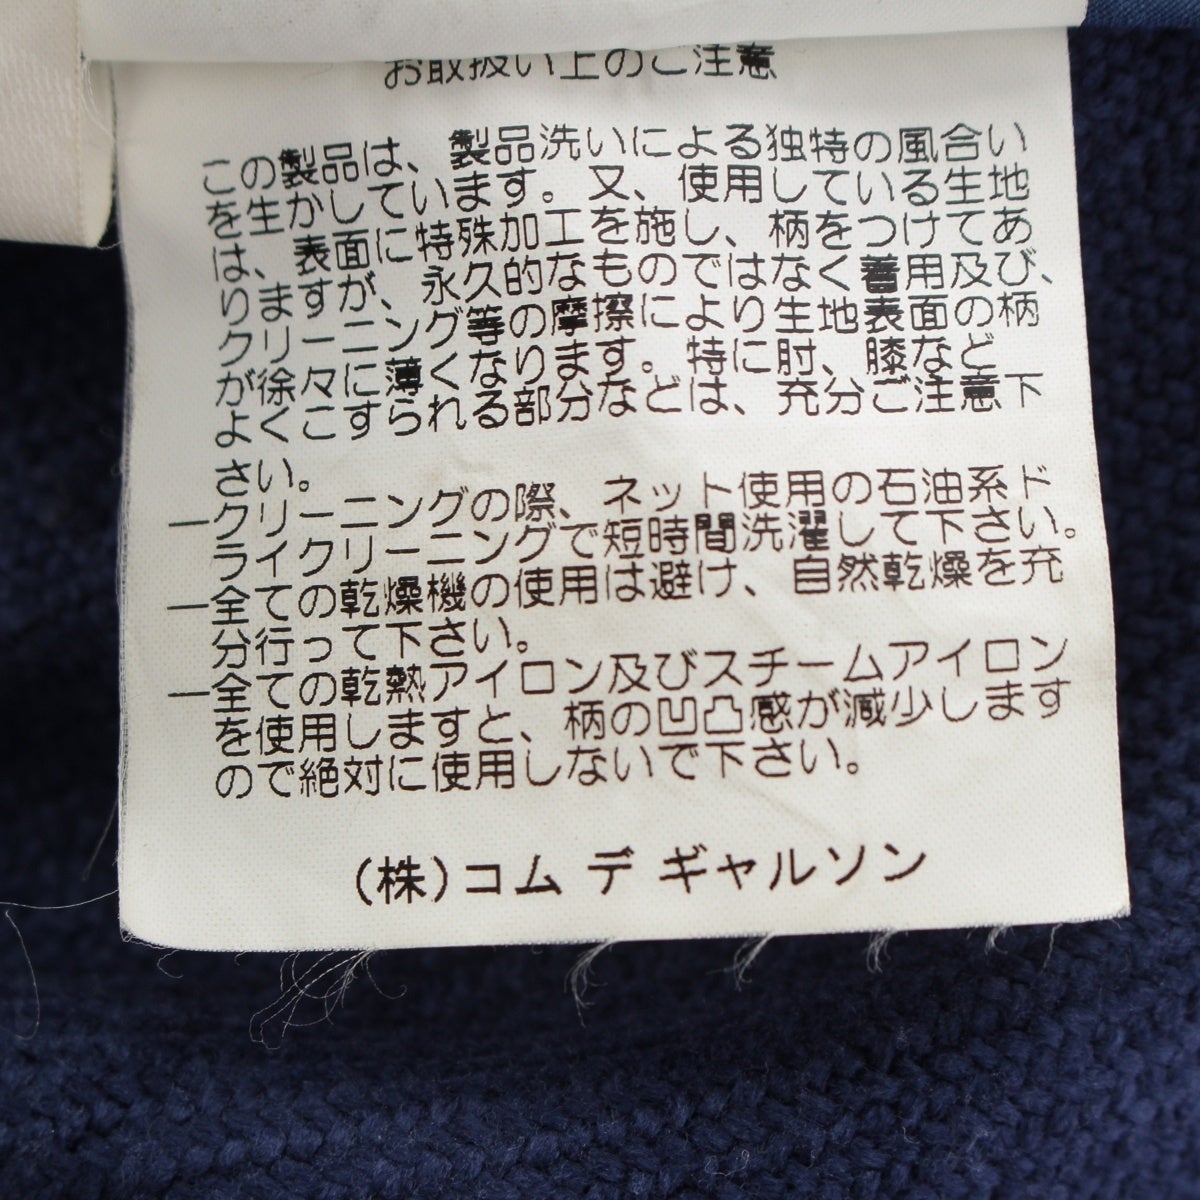 お取扱い上のご注意
この製品は、製品洗いによる独特の風合い
を生かしています。又、使用している生地
は、表面に特殊加工を施し、柄をつけてあ
りますが、永久的なものではなく着用及び、
クリーニング等の摩擦により生地表面の柄
が徐々に薄くなります。特に肘、膝など
よくこすられる部分などは、充分ご注意下
さい。
ークリーニングの際、ネット使用の石油系ド
ライクリーニングで短時間洗濯して下さい。
ー全ての乾燥機の使用は避け、自然乾燥を充
分行って下さい。
ー全ての乾熱アイロン及びスチームアイロン
を使用しますと、柄の凹凸感が減少します
ので絶対に使用しないで下さい。
(株)コム デ ギャルソン